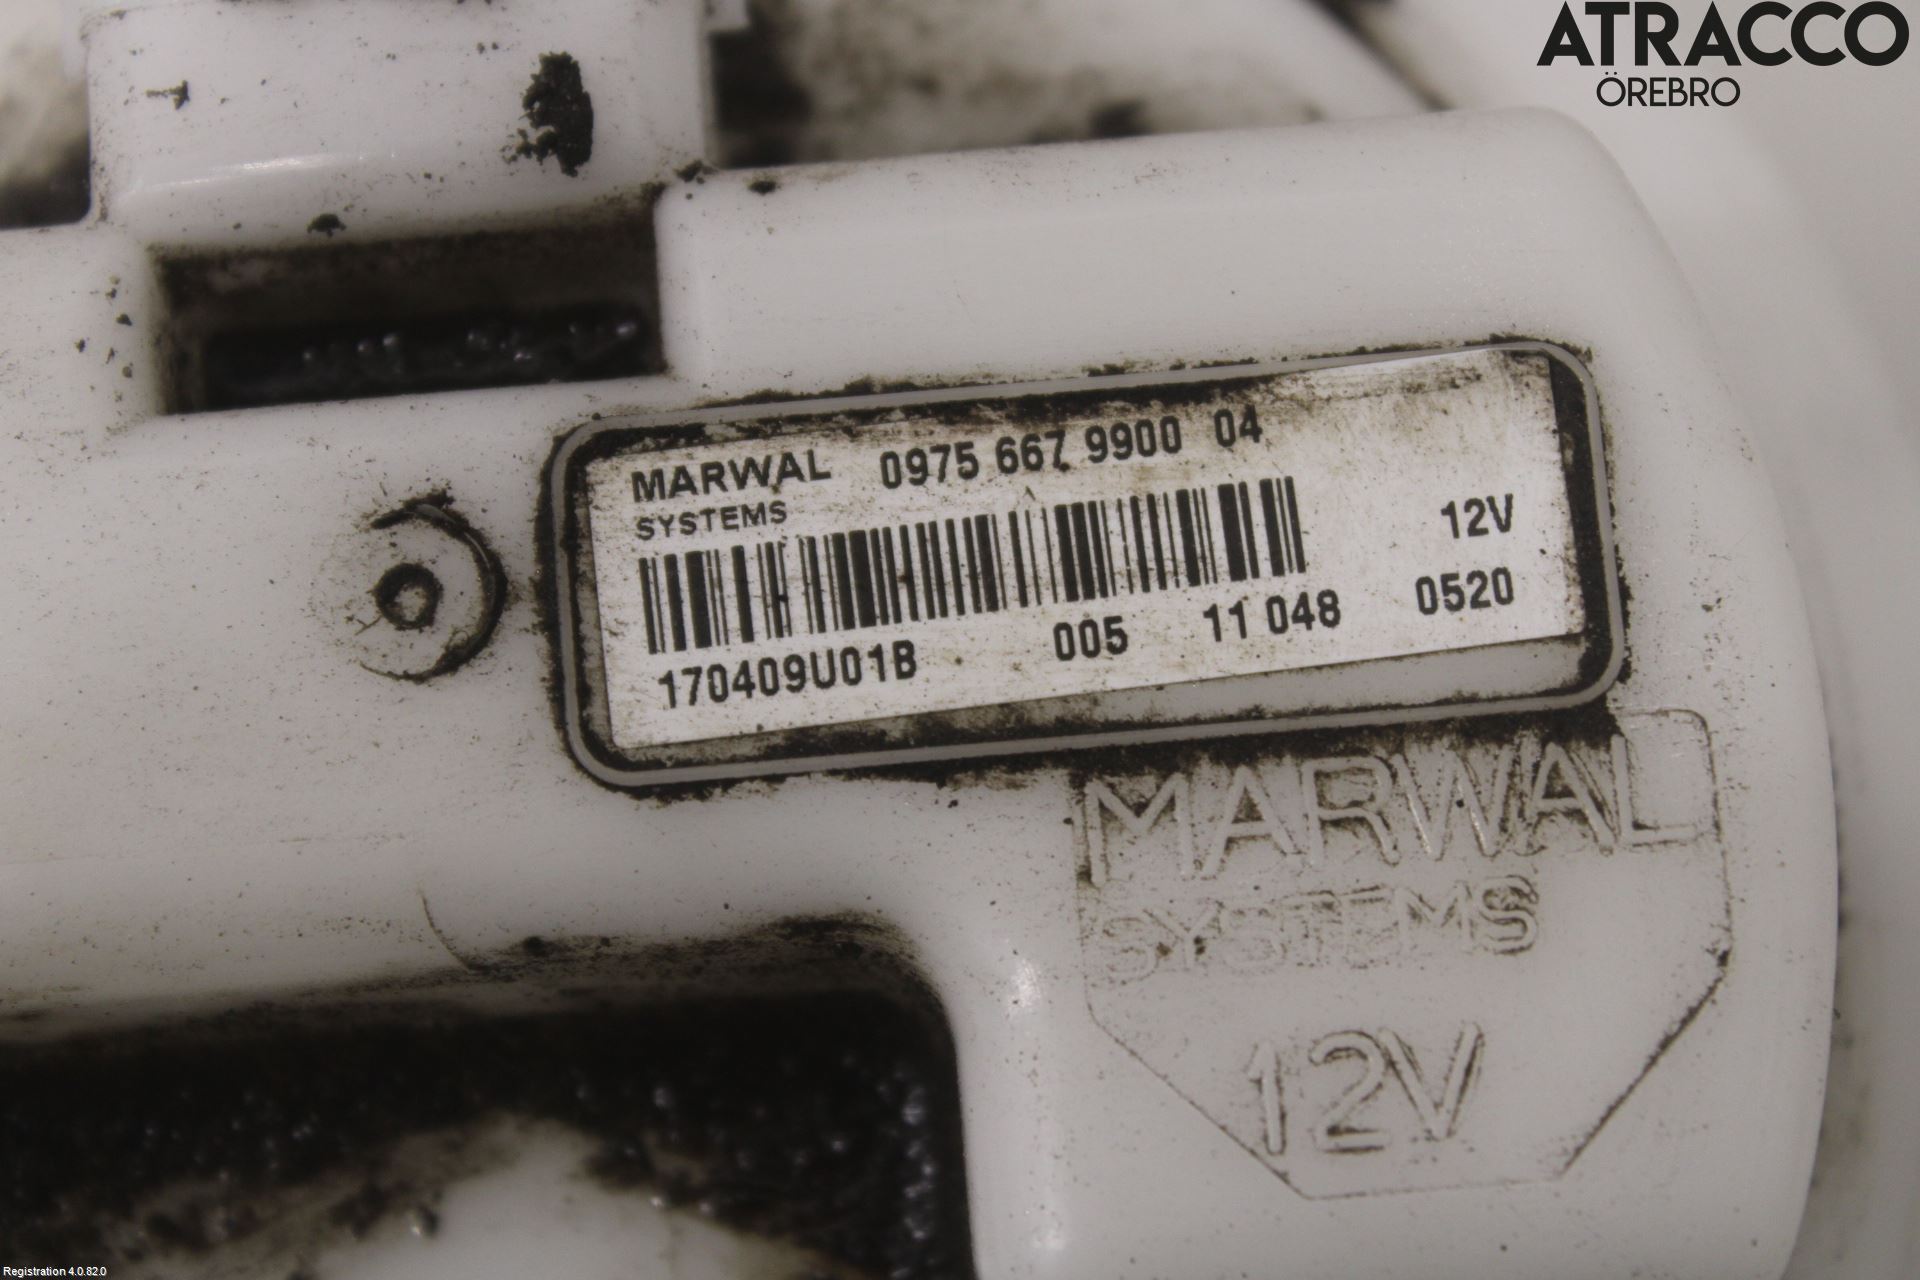 ATRACCO
ÖREBRO
MARWAL 0975 667 9900 04
SYSTEMS
12V
170409U01B 005 11 048 0520
MARWAL
SYSTEMS
12V
Registration 4.0.82.0